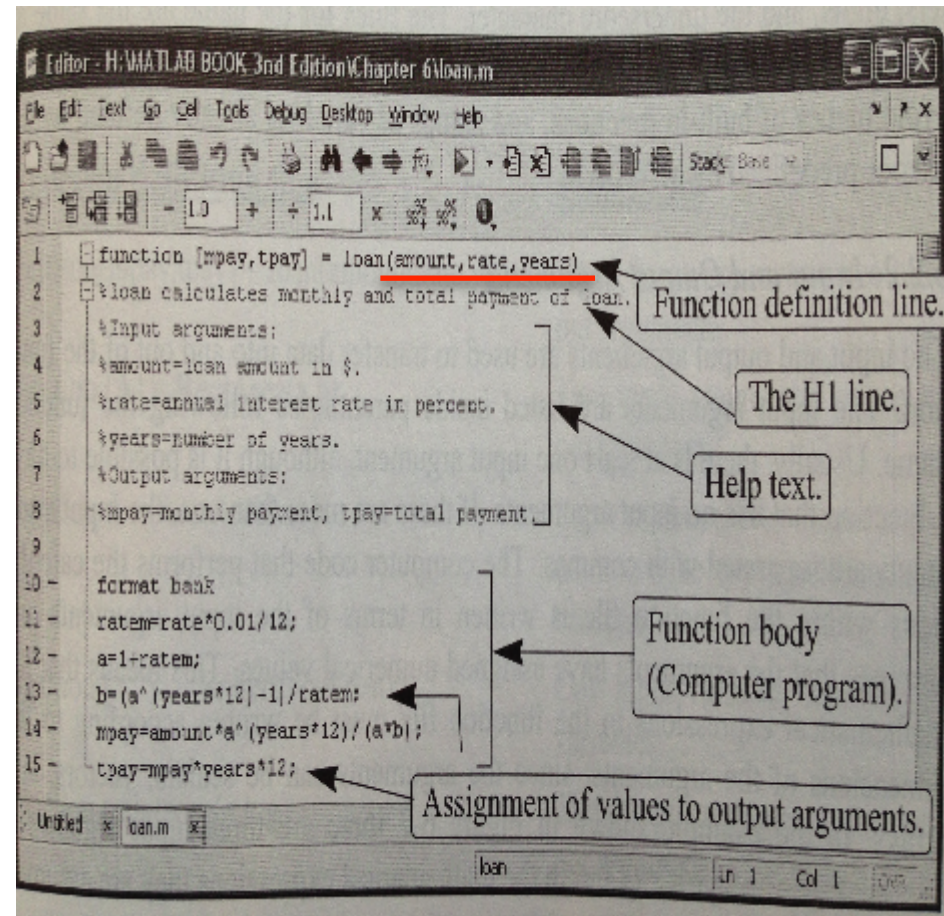 Editor - H:\MATLAB BOOK 3nd Edition\Chapter 6\loan.m
File Edit Text Go Cell Tools Debug Desktop Window Help
Stack: Base
- 1.0 + ÷ 1.1 ×
1 function [mpay,tpay] = loan(amount,rate,years)
Function definition line.
2 %loan calculates monthly and total payment of loan.
The H1 line.
3 %Input arguments:
4 %amount=loan amount in $.
5 %rate=annual interest rate in percent.
6 %years=number of years.
7 %Output arguments:
8 %mpay=monthly payment, tpay=total payment.
Help text.
9
10 - format bank
11 - ratem=rate*0.01/12;
12 - a=1+ratem;
13 - b=(a^(years*12)-1)/ratem;
14 - mpay=amount*a^(years*12)/(a*b);
15 - tpay=mpay*years*12;
Function body
(Computer program).
Assignment of values to output arguments.
Untitled × loan.m ×
loan Ln 1 Col 1 OVR